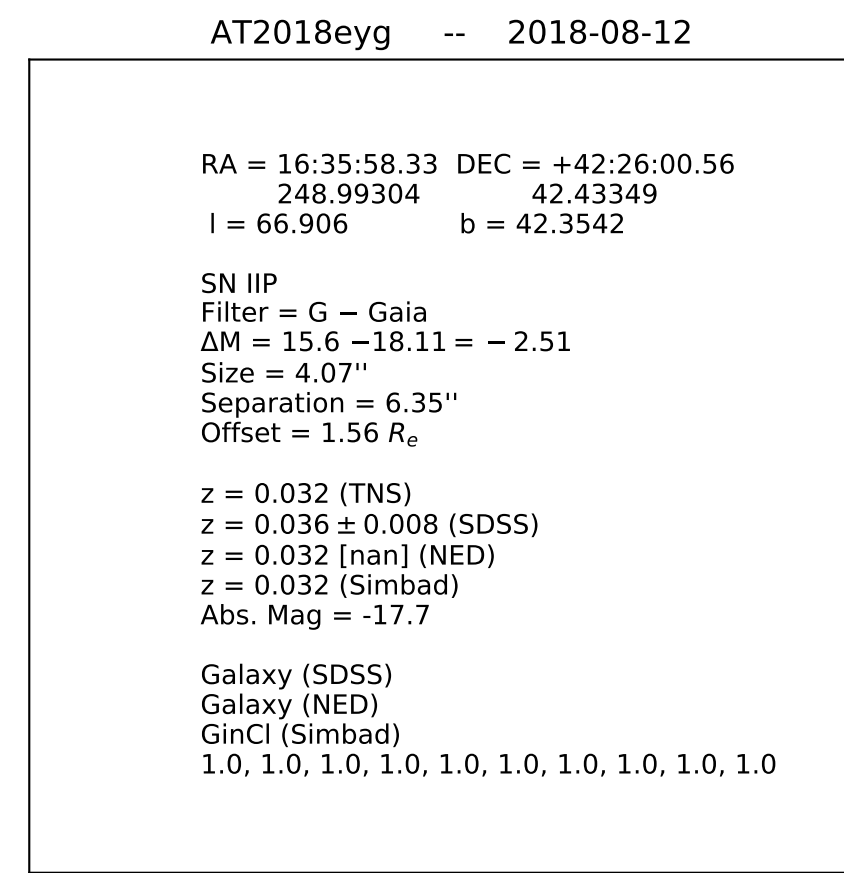 AT2018eyg -- 2018-08-12
RA = 16:35:58.33 DEC = +42:26:00.56
248.99304 42.43349
l = 66.906 b = 42.3542
SN IIP
Filter = G − Gaia
ΔM = 15.6 −18.11 = − 2.51
Size = 4.07''
Separation = 6.35''
Offset = 1.56 Re
z = 0.032 (TNS)
z = 0.036 ± 0.008 (SDSS)
z = 0.032 [nan] (NED)
z = 0.032 (Simbad)
Abs. Mag = -17.7
Galaxy (SDSS)
Galaxy (NED)
GinCl (Simbad)
1.0, 1.0, 1.0, 1.0, 1.0, 1.0, 1.0, 1.0, 1.0, 1.0